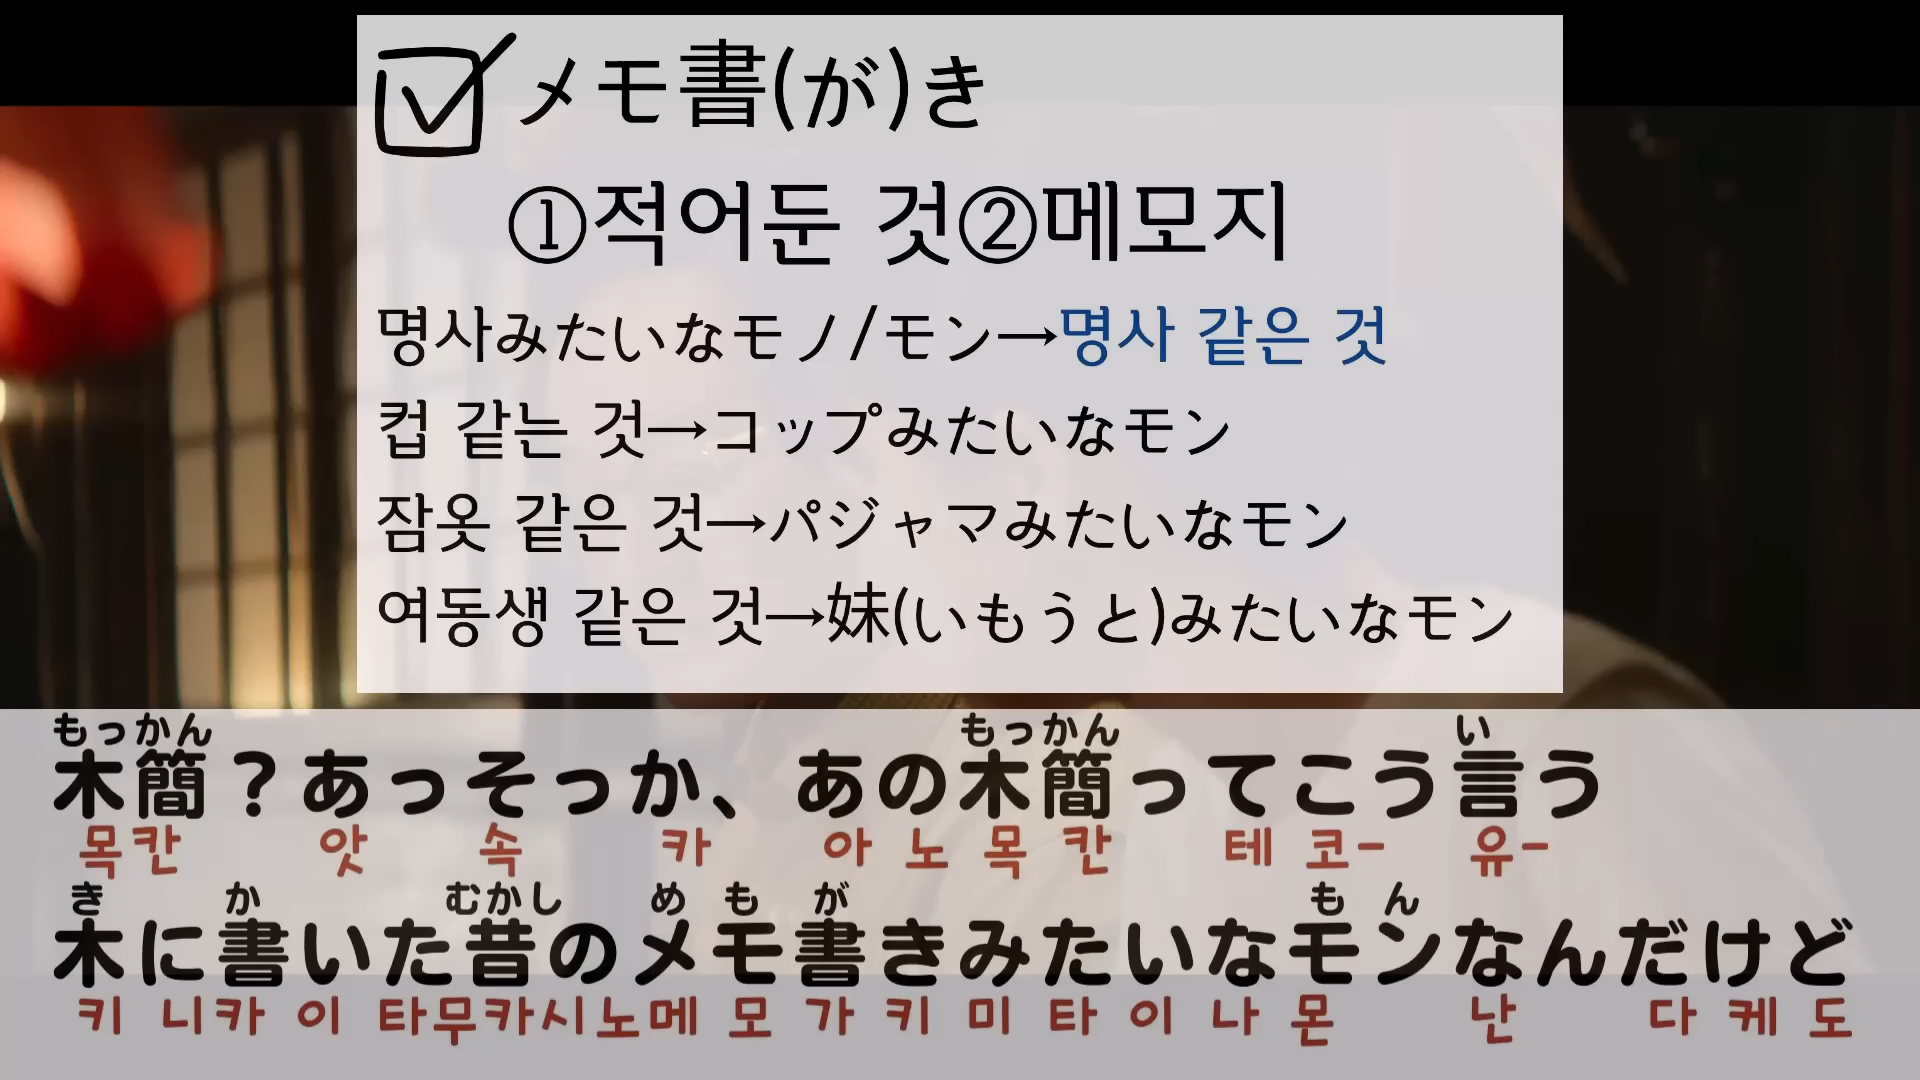 メモ書(が)き
①적어둔 것②메모지
명사みたいなモノ/モン→명사 같은 것
컵 같는 것→コップみたいなモン
잠옷 같은 것→パジャマみたいなモン
여동생 같은 것→妹(いもうと)みたいなモン
もっかん もっかん い
木簡？あっそっか、あの木簡ってこう言う
목칸 앗 속 카 아 노 목 칸 테 코- 유-
き か むかし め も が も ん
木に書いた昔のメモ書きみたいなモンなんだけど
키 니카 이 타무카시노메 모 가 키 미 타 이 나 몬 난 다 케 도